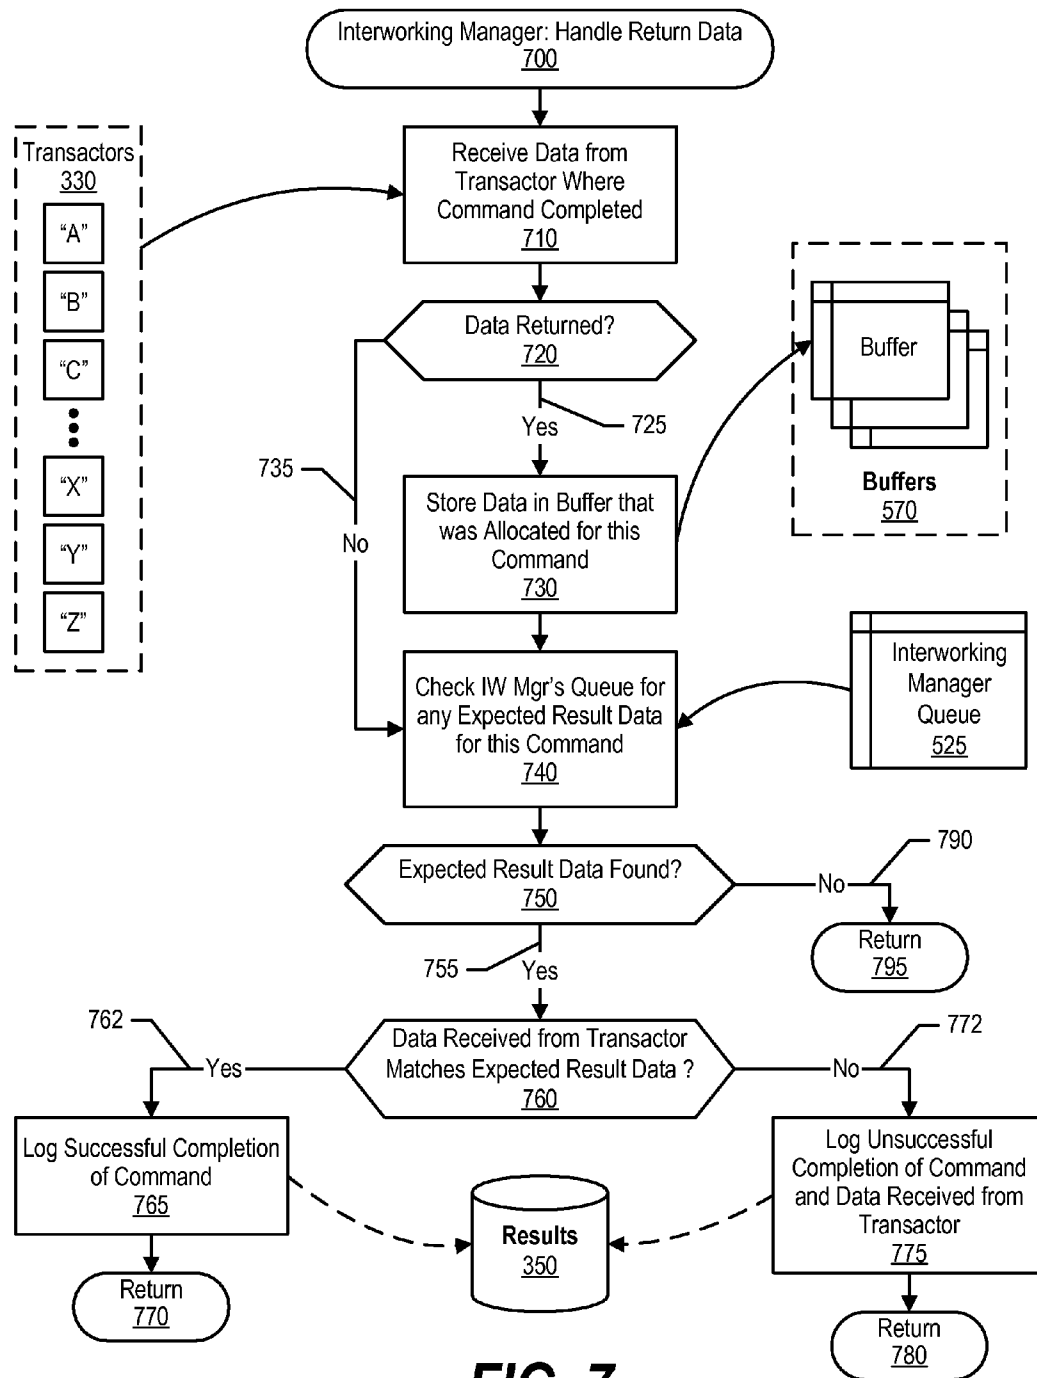 Interworking Manager: Handle Return Data
700
Transactors
330
"A"
"B"
"C"
"X"
"Y"
"Z"
Receive Data from
Transactor Where
Command Completed
710
Data Returned?
720
725
Yes
735
No
Buffer
Buffers
570
Store Data in Buffer that
was Allocated for this
Command
730
Check IW Mgr's Queue for
any Expected Result Data
for this Command
740
Interworking
Manager
Queue
525
Expected Result Data Found?
750
790
No
Return
795
755
Yes
762
Yes
Data Received from Transactor
Matches Expected Result Data ?
760
772
No
Log Successful Completion
of Command
765
Results
350
Log Unsuccessful
Completion of Command
and Data Received from
Transactor
775
Return
770
Return
780
FIG. 7